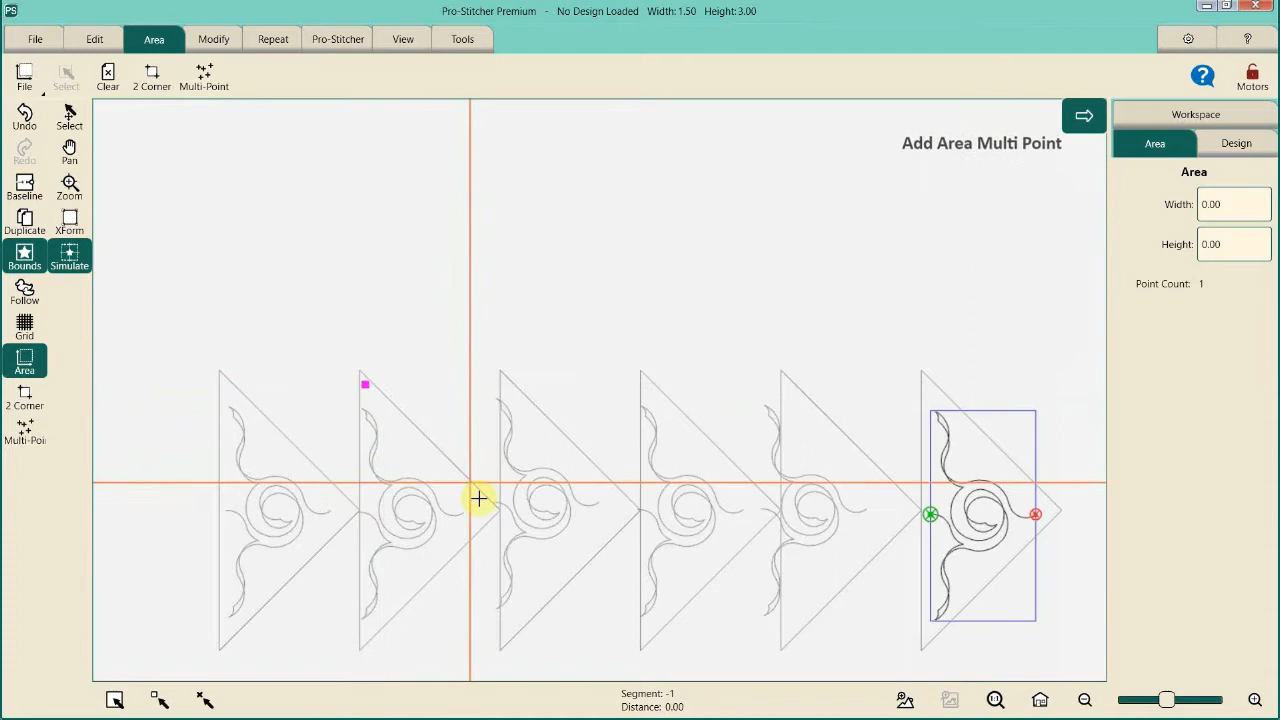 PS
Pro-Stitcher Premium - No Design Loaded Width: 1.50 Height: 3.00
File Edit Area Modify Repeat Pro-Stitcher View Tools ?
File Select Clear 2 Corner Multi-Point ? Motors
Undo Select
Redo Pan
Baseline Zoom
Duplicate XForm
Bounds Simulate
Follow
Grid
Area
2 Corner
Multi-Poi
Add Area Multi Point
Workspace
Area Design
Area
Width: 0.00
Height: 0.00
Point Count: 1
Segment: -1
Distance: 0.00
1:1